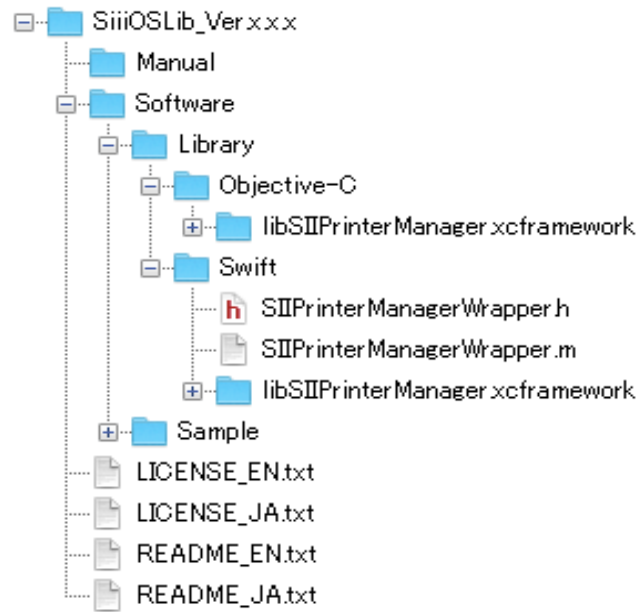 SiiiOSLib_Ver.x.x.x
Manual
Software
Library
Objective-C
libSIIPrinterManager.xcframework
Swift
h SIIPrinterManagerWrapper.h
SIIPrinterManagerWrapper.m
libSIIPrinterManager.xcframework
Sample
LICENSE_EN.txt
LICENSE_JA.txt
README_EN.txt
README_JA.txt